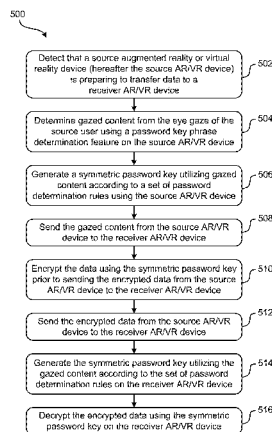 500
Detect that a source augmented reality or virtual
reality device (hereafter the source AR/VR device)
is preparing to transfer data to a
receiver AR/VR device
502
Determine gazed content from the eye gaze of
the source user using a password key phrase
determination feature on the source AR/VR device
504
Generate a symmetric password key utilizing gazed
content according to a set of password
determination rules using the source AR/VR device
506
Send the gazed content from the source AR/VR
device to the receiver AR/VR device
508
Encrypt the data using the symmetric password key
prior to sending the encrypted data from the source
AR/VR device to the receiver AR/VR device
510
Send the encrypted data from the source AR/VR
device to the receiver AR/VR device
512
Generate the symmetric password key utilizing the
gazed content according to the set of password
determination rules on the receiver AR/VR device
514
Decrypt the encrypted data using the symmetric
password key on the receiver AR/VR device
516